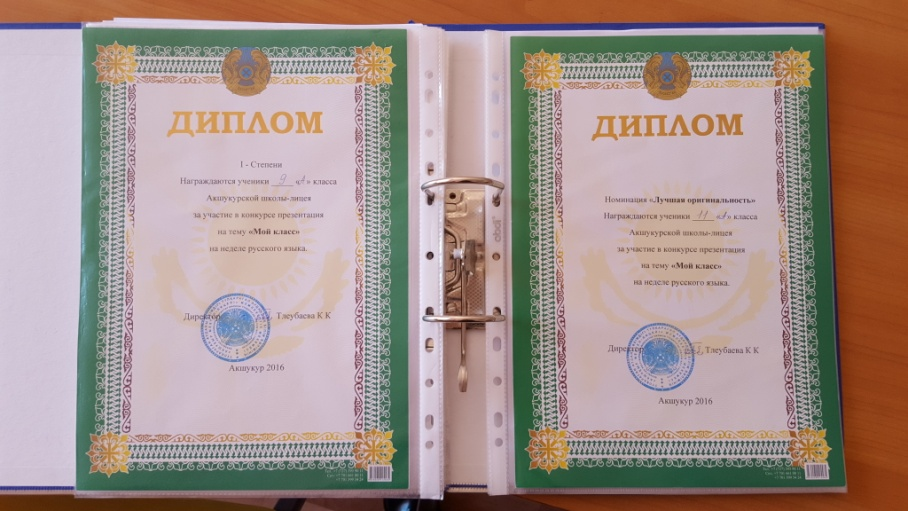 ДИПЛОМ
I - Степени
Награждаются ученики 9 «А» класса
Акшукурской школы-лицея
за участие в конкурсе презентация
на тему «Мой класс»
на неделе русского языка.
Директор Тлеубаева К К
Акшукур 2016
ДИПЛОМ
Номинация «Лучшая оригинальность»
Награждаются ученики 11 «А» класса
Акшукурской школы-лицея
за участие в конкурсе презентация
на тему «Мой класс»
на неделе русского языка.
Директор Тлеубаева К К
Акшукур 2016